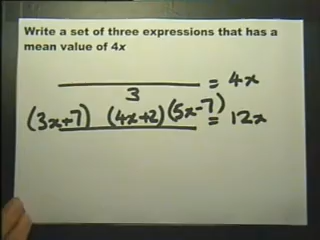 Write a set of three expressions that has a
mean value of 4x
= 4x
3
(3x+7) (4x+2) (5x-7) = 12x